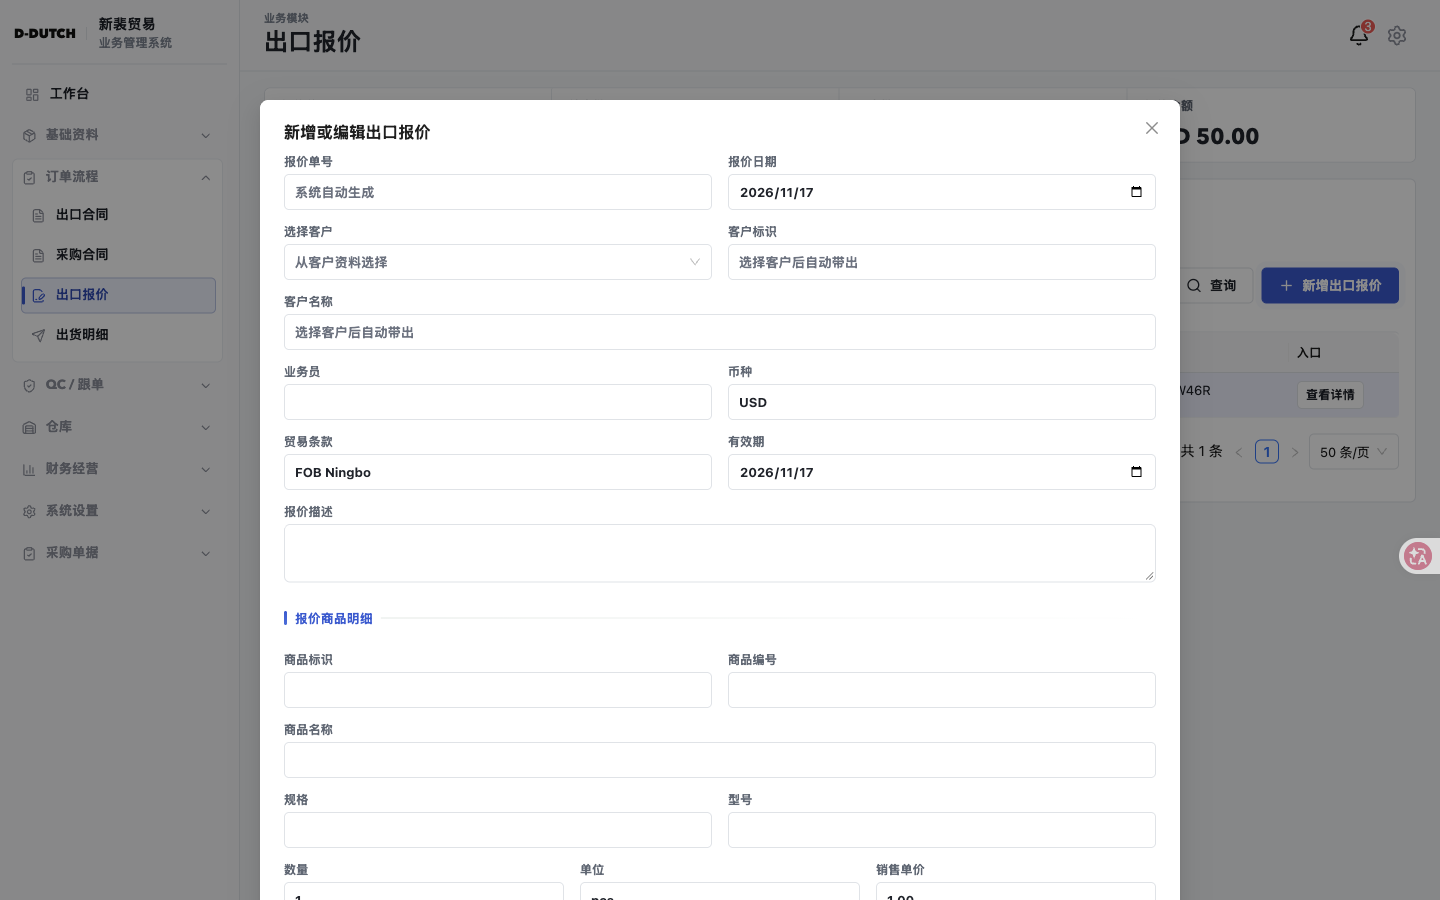 D-DUTCH
新裴贸易
业务管理系统
工作台
基础资料
订单流程
出口合同
采购合同
出口报价
出货明细
QC / 跟单
仓库
财务经营
系统设置
采购单据
业务模块
出口报价
3
额
50.00
查询
新增出口报价
入口
W46R
查看详情
共 1 条
1
50 条/页
新增或编辑出口报价
报价单号
系统自动生成
报价日期
2026/11/17
选择客户
从客户资料选择
客户标识
选择客户后自动带出
客户名称
选择客户后自动带出
业务员
币种
USD
贸易条款
FOB Ningbo
有效期
2026/11/17
报价描述
报价商品明细
商品标识
商品编号
商品名称
规格
型号
数量
单位
销售单价